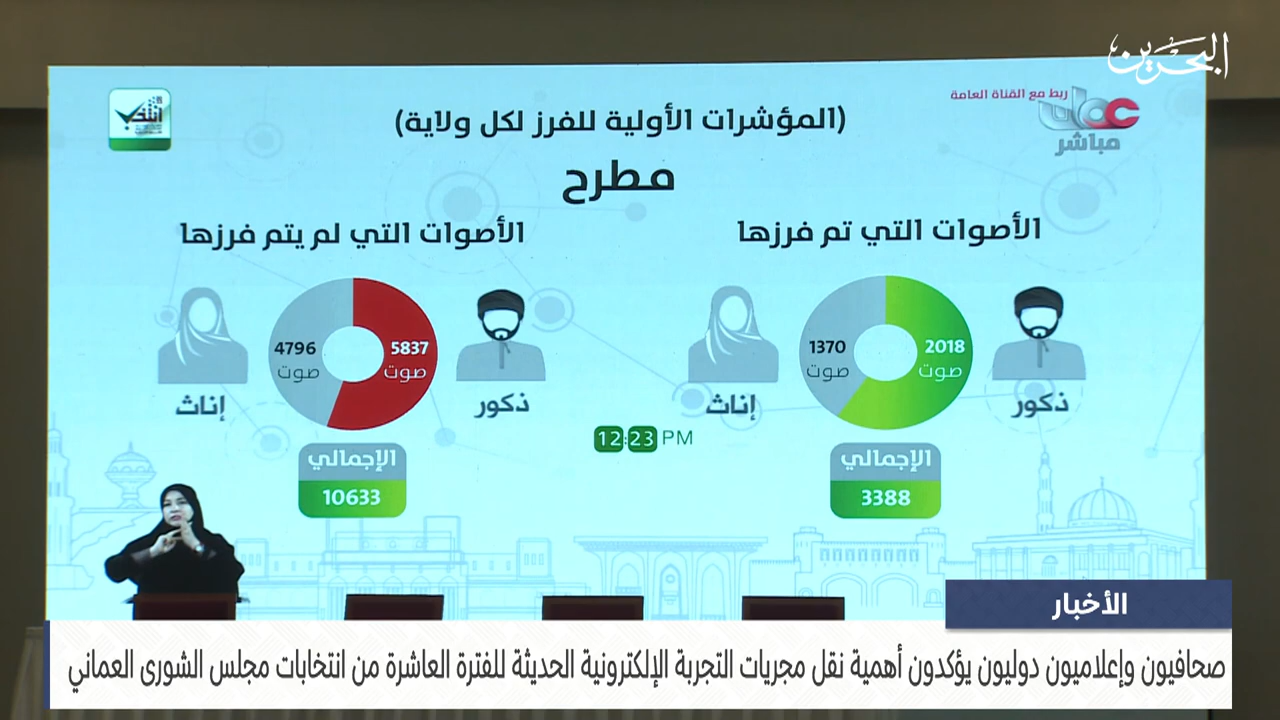 البحرين
ربط مع القناة العامة
عمان
مباشر
انتخب
(المؤشرات الأولية للفرز لكل ولاية)
مطرح
الأصوات التي تم فرزها
ذكور
2018
صوت
1370
صوت
إناث
الإجمالي
3388
الأصوات التي لم يتم فرزها
ذكور
5837
صوت
4796
صوت
إناث
الإجمالي
10633
12:23 PM
الأخبار
صحافيون وإعلاميون دوليون يؤكدون أهمية نقل مجريات التجربة الإلكترونية الحديثة للفترة العاشرة من انتخابات مجلس الشورى العماني